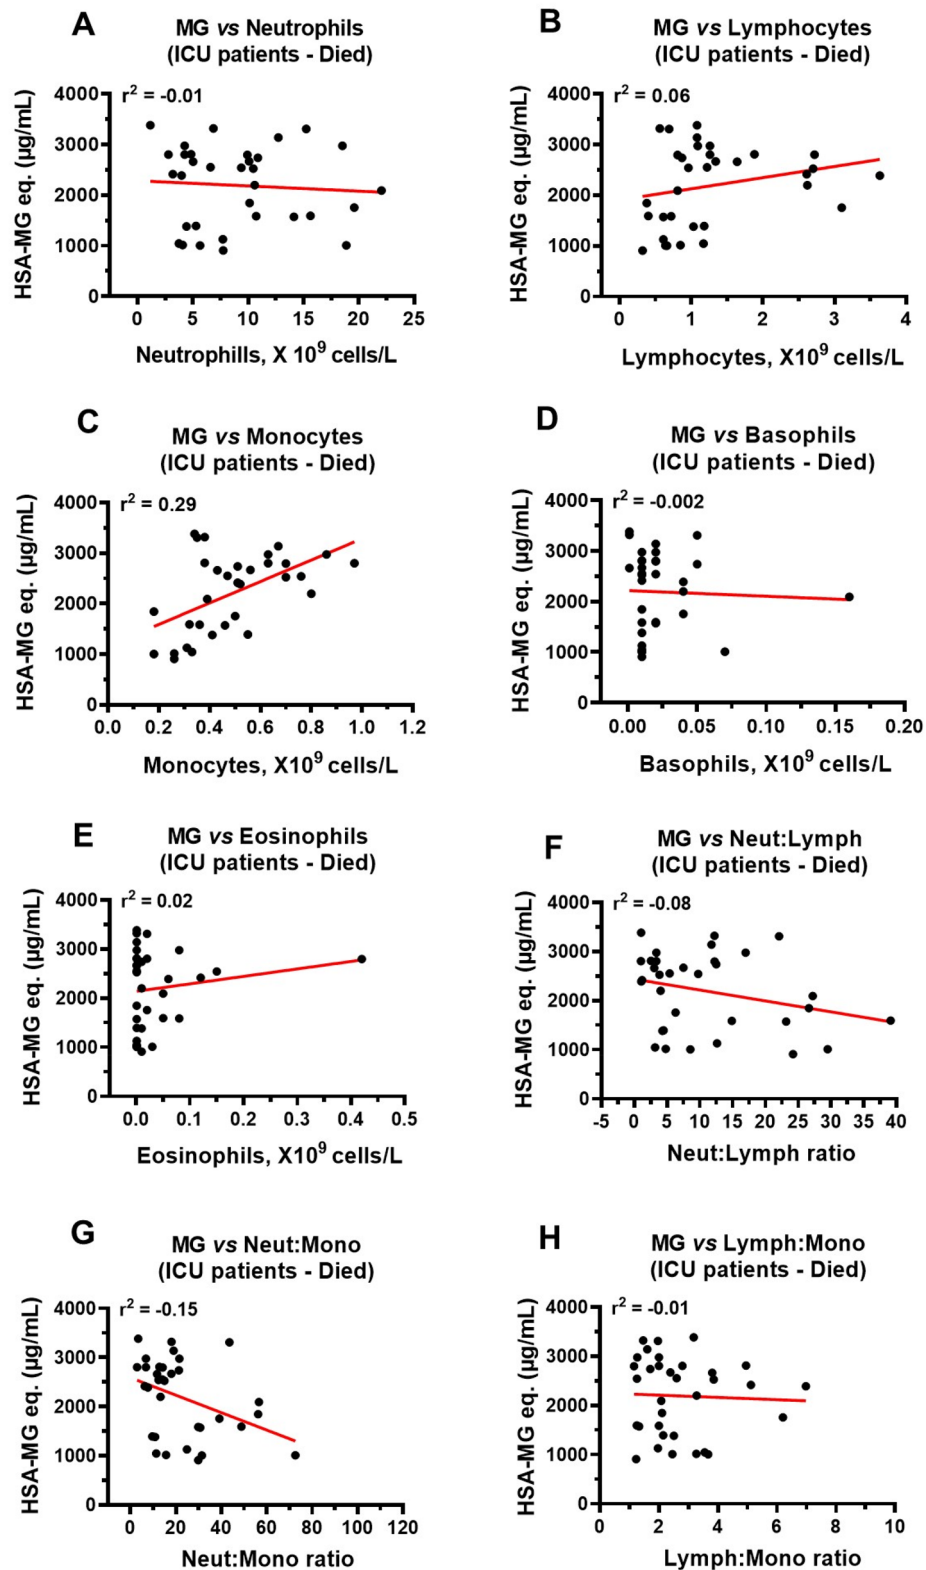 A
MG vs Neutrophils
(ICU patients - Died)
r² = -0.01
HSA-MG eq. (µg/mL)
4000
3000
2000
1000
0
0 5 10 15 20 25
Neutrophills, X 10⁹ cells/L
B
MG vs Lymphocytes
(ICU patients - Died)
r² = 0.06
HSA-MG eq. (µg/mL)
4000
3000
2000
1000
0
0 1 2 3 4
Lymphocytes, X10⁹ cells/L
C
MG vs Monocytes
(ICU patients - Died)
r² = 0.29
HSA-MG eq. (µg/mL)
4000
3000
2000
1000
0
0.0 0.2 0.4 0.6 0.8 1.0 1.2
Monocytes, X10⁹ cells/L
D
MG vs Basophils
(ICU patients - Died)
r² = -0.002
HSA-MG eq. (µg/mL)
4000
3000
2000
1000
0
0.00 0.05 0.10 0.15 0.20
Basophils, X10⁹ cells/L
E
MG vs Eosinophils
(ICU patients - Died)
r² = 0.02
HSA-MG eq. (µg/mL)
4000
3000
2000
1000
0
0.0 0.1 0.2 0.3 0.4 0.5
Eosinophils, X10⁹ cells/L
F
MG vs Neut:Lymph
(ICU patients - Died)
r² = -0.08
HSA-MG eq. (µg/mL)
4000
3000
2000
1000
0
-5 0 5 10 15 20 25 30 35 40
Neut:Lymph ratio
G
MG vs Neut:Mono
(ICU patients - Died)
r² = -0.15
HSA-MG eq. (µg/mL)
4000
3000
2000
1000
0
0 20 40 60 80 100 120
Neut:Mono ratio
H
MG vs Lymph:Mono
(ICU patients - Died)
r² = -0.01
HSA-MG eq. (µg/mL)
4000
3000
2000
1000
0
0 2 4 6 8 10
Lymph:Mono ratio